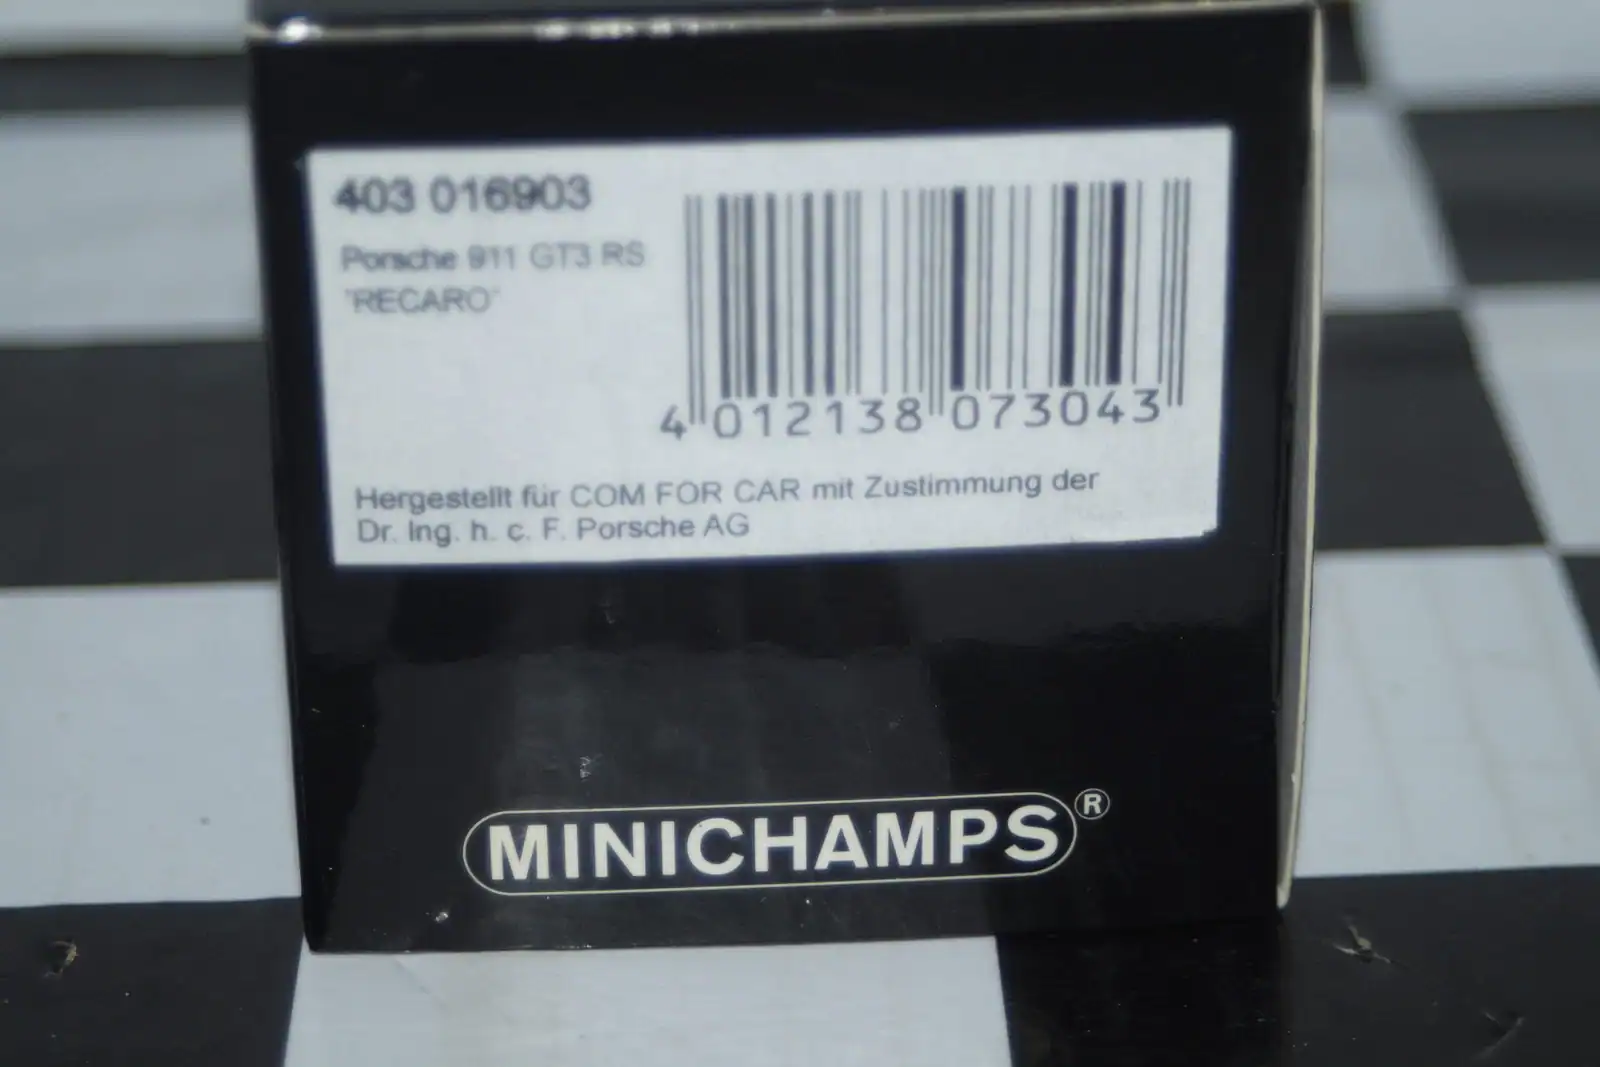 403 016903
Porsche 911 GT3 RS
"RECARO"
4 012138 073043
Hergestellt für COM FOR CAR mit Zustimmung der
Dr. Ing. h. c. F. Porsche AG
MINICHAMPS®